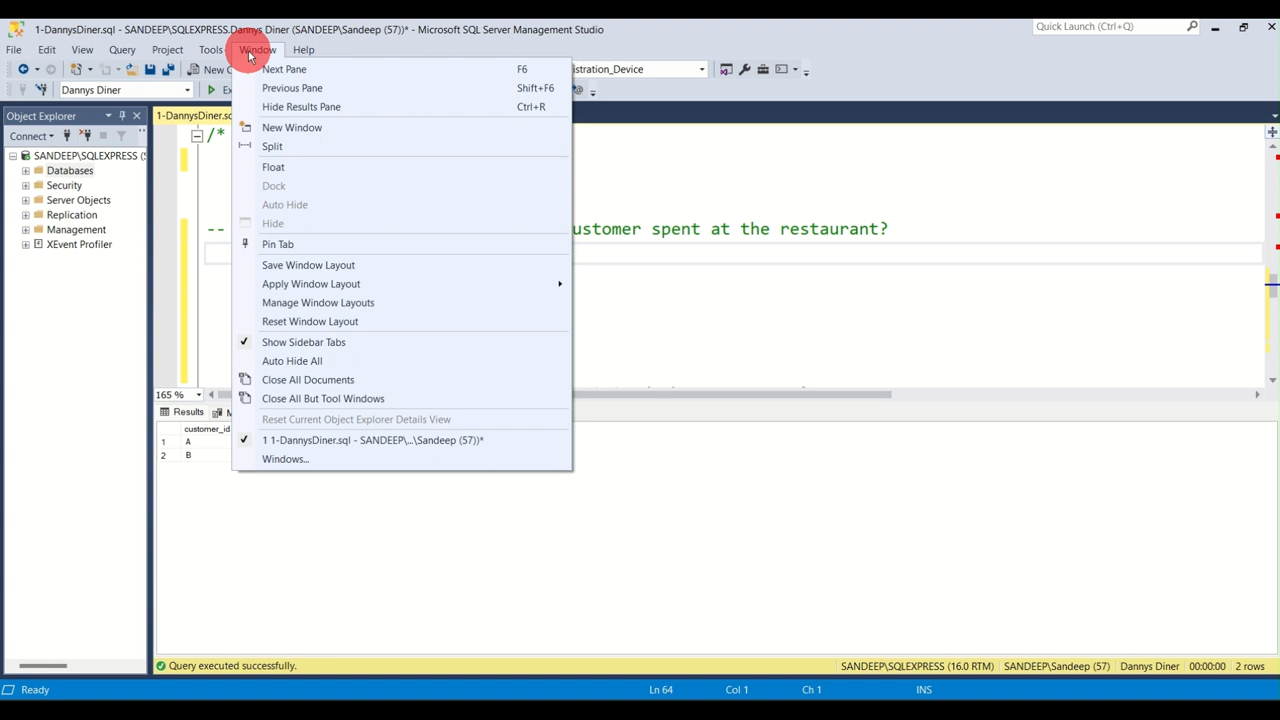 1-DannysDiner.sql - SANDEEP\SQLEXPRESS.Dannys Diner (SANDEEP\Sandeep (57))* - Microsoft SQL Server Management Studio
Quick Launch (Ctrl+Q)
File Edit View Query Project Tools Window Help
New istration_Device
Dannys Diner
Object Explorer
1-DannysDiner.sq
Connect
SANDEEP\SQLEXPRESS (
Databases
Security
Server Objects
Replication
Management
XEvent Profiler
Next Pane F6
Previous Pane Shift+F6
Hide Results Pane Ctrl+R
New Window
Split
Float
Dock
Auto Hide
Hide
Pin Tab
Save Window Layout
Apply Window Layout
Manage Window Layouts
Reset Window Layout
Show Sidebar Tabs
Auto Hide All
Close All Documents
Close All But Tool Windows
Reset Current Object Explorer Details View
1 1-DannysDiner.sql - SANDEEP\...\Sandeep (57))*
Windows...
/*
-- ustomer spent at the restaurant?
165 %
Results
customer_id
1 A
2 B
Query executed successfully.
SANDEEP\SQLEXPRESS (16.0 RTM) SANDEEP\Sandeep (57) Dannys Diner 00:00:00 2 rows
Ready Ln 64 Col 1 Ch 1 INS